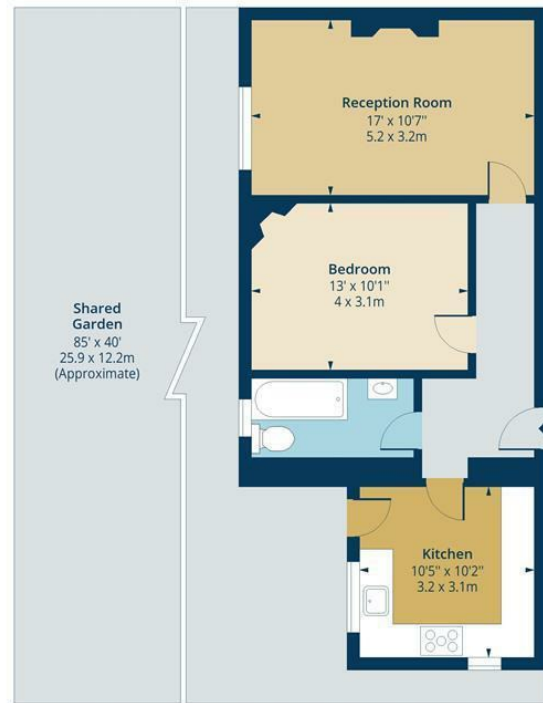 Reception Room
17' x 10'7"
5.2 x 3.2m
Bedroom
13' x 10'1"
4 x 3.1m
Shared
Garden
85' x 40'
25.9 x 12.2m
(Approximate)
Kitchen
10'5" x 10'2"
3.2 x 3.1m